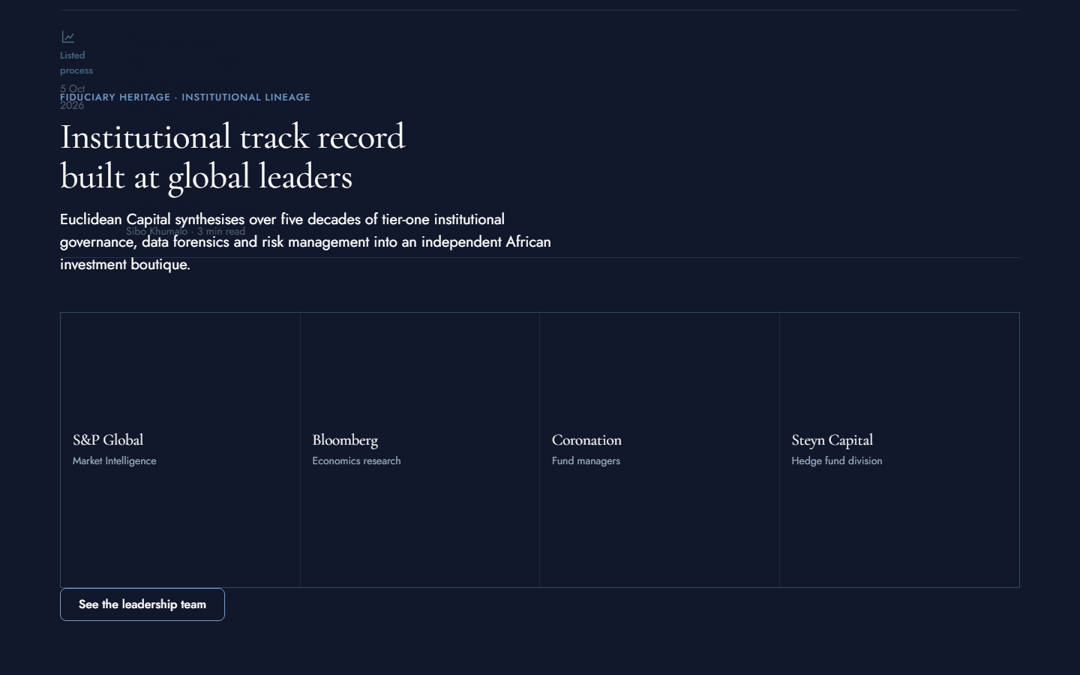 Listed
process
5 Oct
2026
FIDUCIARY HERITAGE · INSTITUTIONAL LINEAGE
Institutional track record
built at global leaders
Euclidean Capital synthesises over five decades of tier-one institutional
Sibo Khumalo · 3 min read
governance, data forensics and risk management into an independent African
investment boutique.
S&P Global
Market Intelligence
Bloomberg
Economics research
Coronation
Fund managers
Steyn Capital
Hedge fund division
See the leadership team